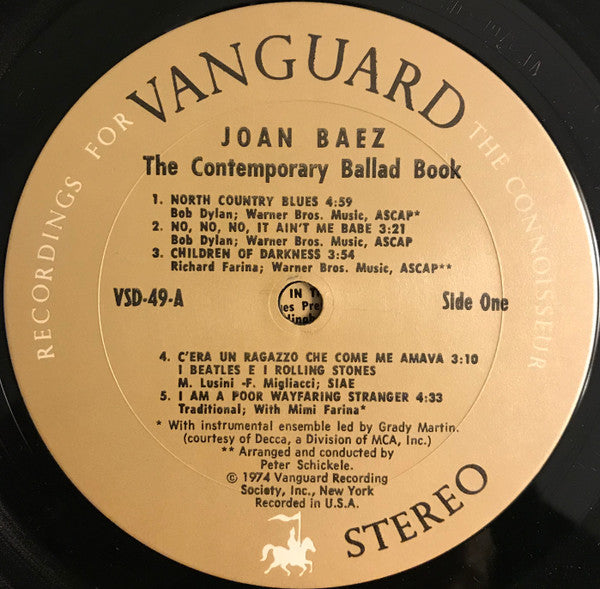 RECORDINGS FOR VANGUARD THE CONNOISSEUR
JOAN BAEZ
The Contemporary Ballad Book
1. NORTH COUNTRY BLUES 4:59
Bob Dylan; Warner Bros. Music, ASCAP*
2. NO, NO, NO, IT AIN'T ME BABE 3:21
Bob Dylan; Warner Bros. Music, ASCAP
3. CHILDREN OF DARKNESS 3:54
Richard Farina; Warner Bros. Music, ASCAP**
VSD-49-A
Side One
IN
es Pre
4. C'ERA UN RAGAZZO CHE COME ME AMAVA 3:10
I BEATLES E I ROLLING STONES
M. Lusini -F. Migliacci; SIAE
5. I AM A POOR WAYFARING STRANGER 4:33
Traditional; With Mimi Farina*
* With instrumental ensemble led by Grady Martin.
(courtesy of Decca, a Division of MCA, Inc.)
** Arranged and conducted by
Peter Schickele.
© 1974 Vanguard Recording
Society, Inc., New York
Recorded in U.S.A.
STEREO